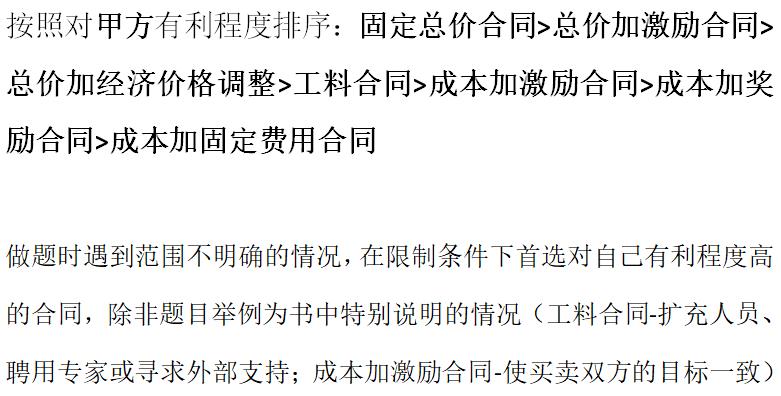 按照对甲方有利程度排序：固定总价合同>总价加激励合同>
总价加经济价格调整>工料合同>成本加激励合同>成本加奖
励合同>成本加固定费用合同
做题时遇到范围不明确的情况，在限制条件下首选对自己有利程度高
的合同，除非题目举例为书中特别说明的情况（工料合同-扩充人员、
聘用专家或寻求外部支持；成本加激励合同-使买卖双方的目标一致）